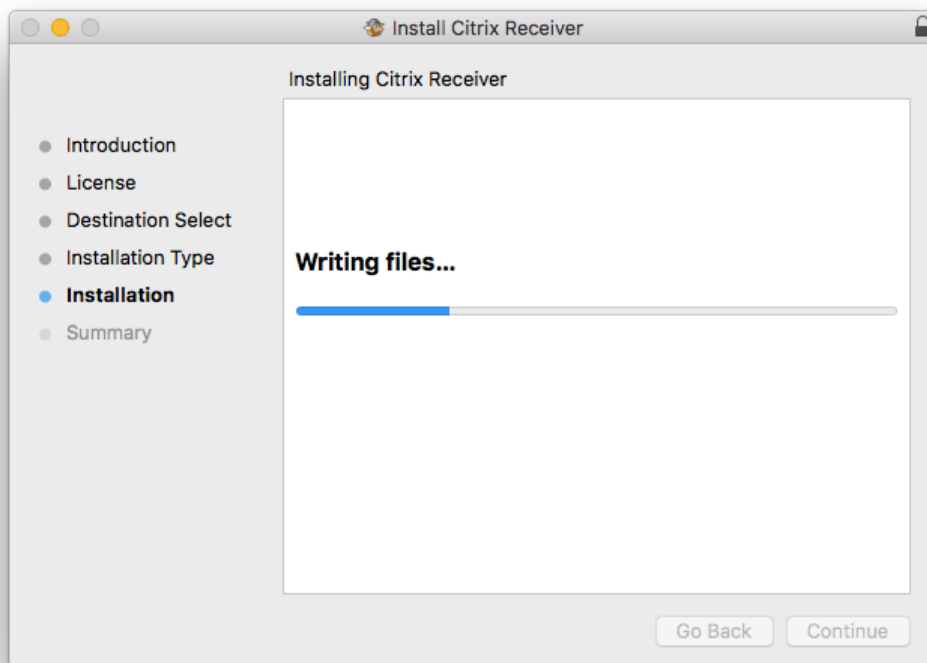 Install Citrix Receiver
Installing Citrix Receiver
Introduction
License
Destination Select
Installation Type
Installation
Summary
Writing files...
Go Back
Continue